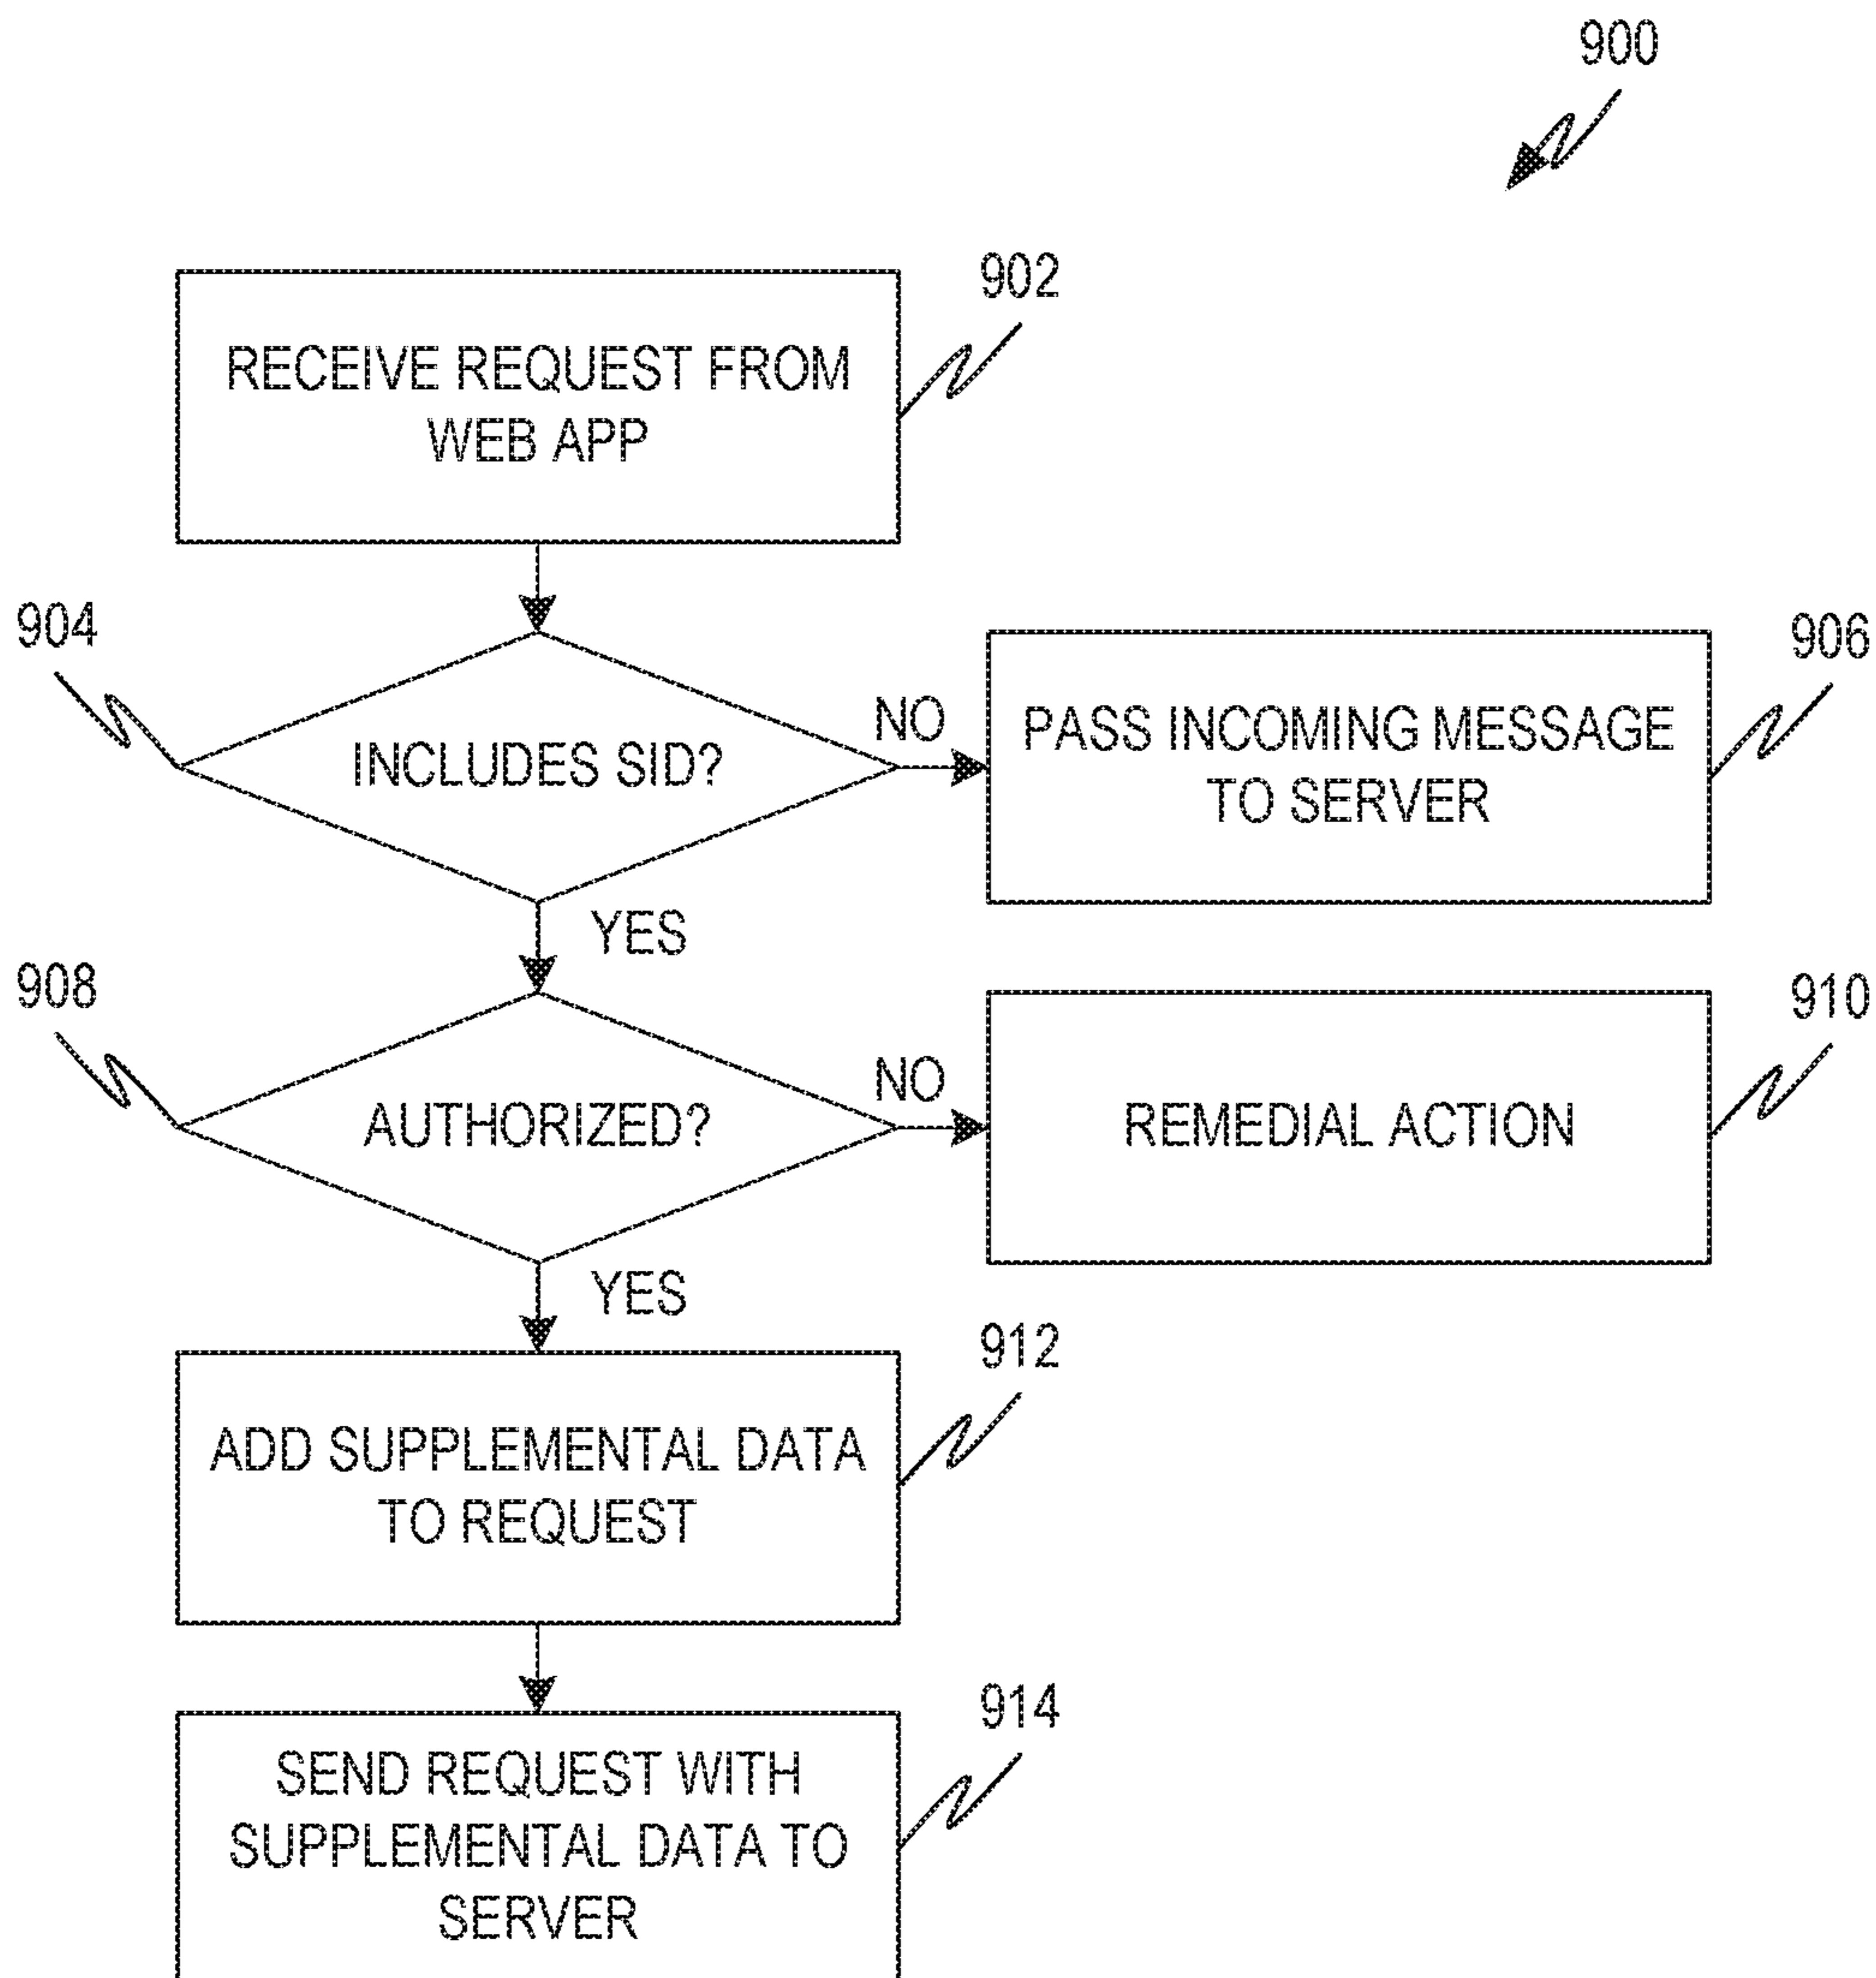 900
902
RECEIVE REQUEST FROM
WEB APP
904
INCLUDES SID?
NO
906
PASS INCOMING MESSAGE
TO SERVER
YES
908
AUTHORIZED?
NO
910
REMEDIAL ACTION
YES
912
ADD SUPPLEMENTAL DATA
TO REQUEST
914
SEND REQUEST WITH
SUPPLEMENTAL DATA TO
SERVER